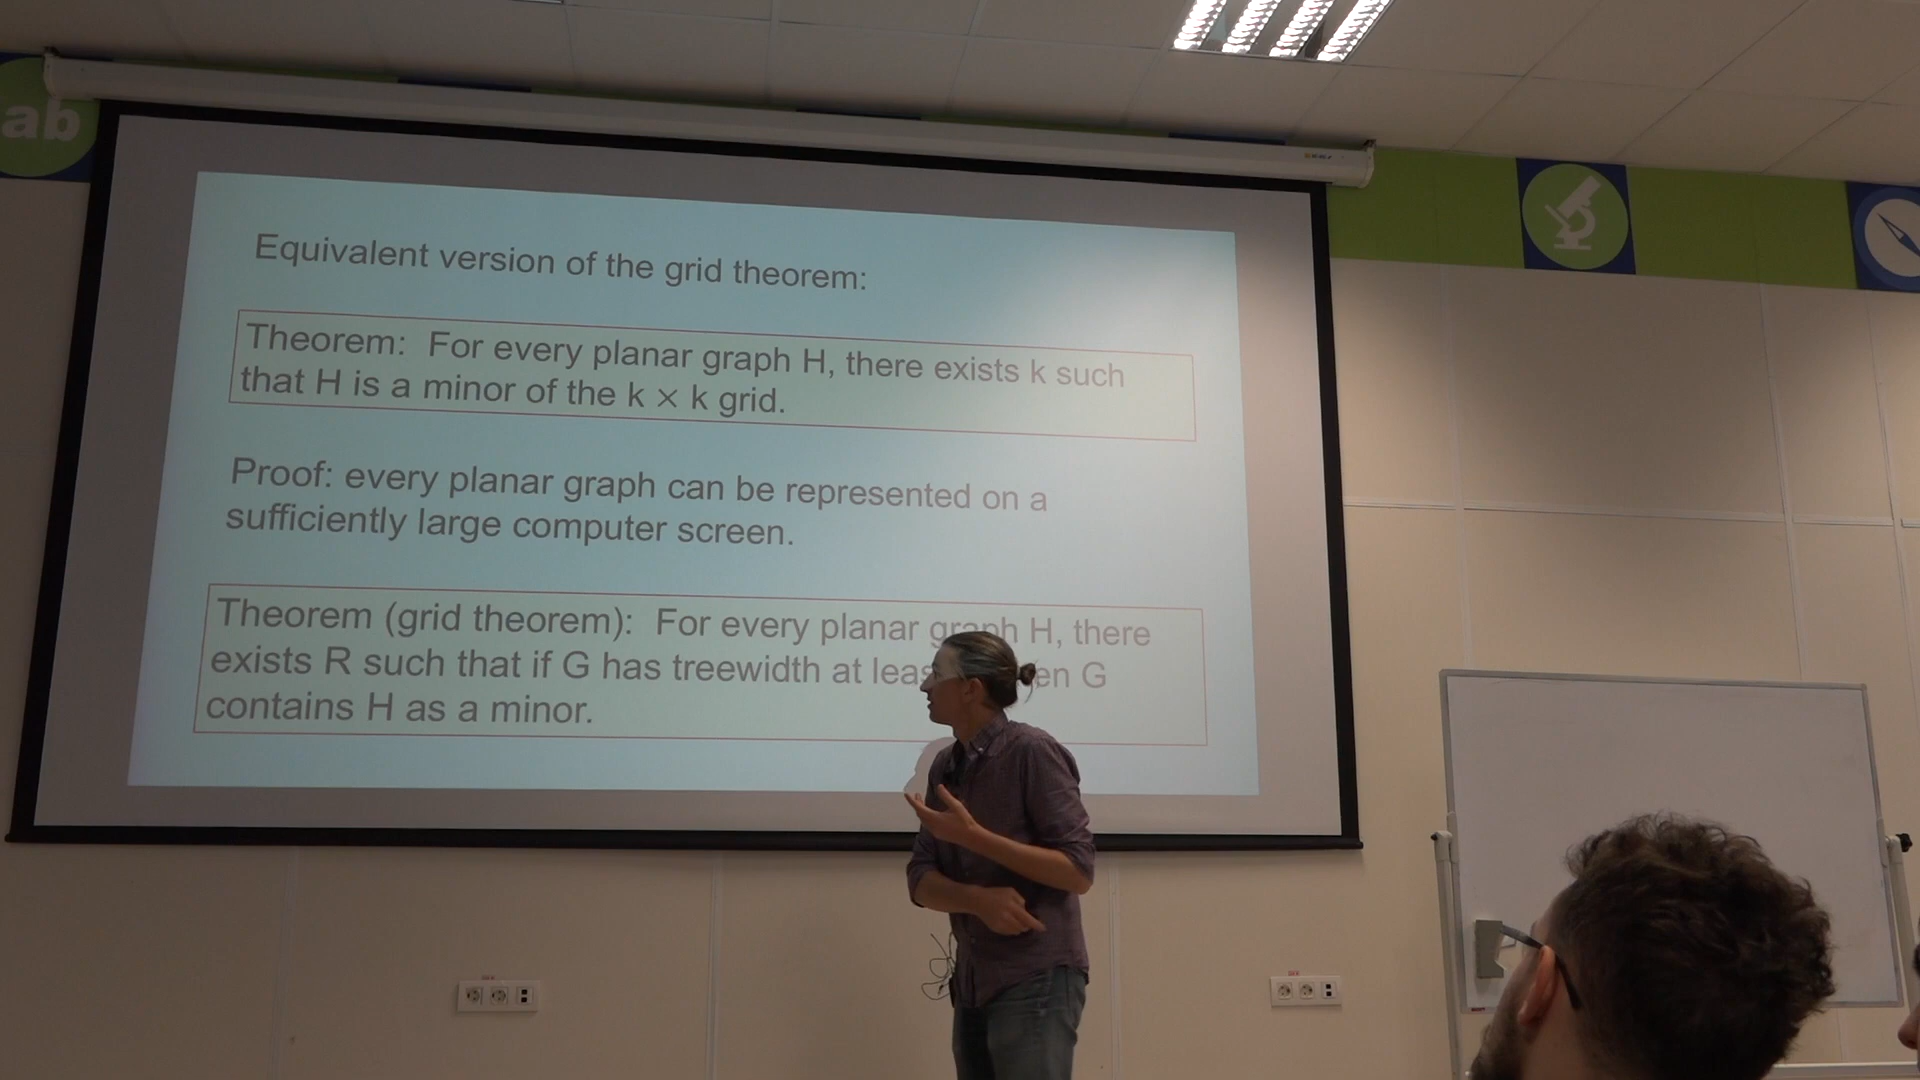 ab
Equivalent version of the grid theorem:
Theorem: For every planar graph H, there exists k such
that H is a minor of the k × k grid.
Proof: every planar graph can be represented on a
sufficiently large computer screen.
Theorem (grid theorem): For every planar graph H, there
exists R such that if G has treewidth at G
contains H as a minor.